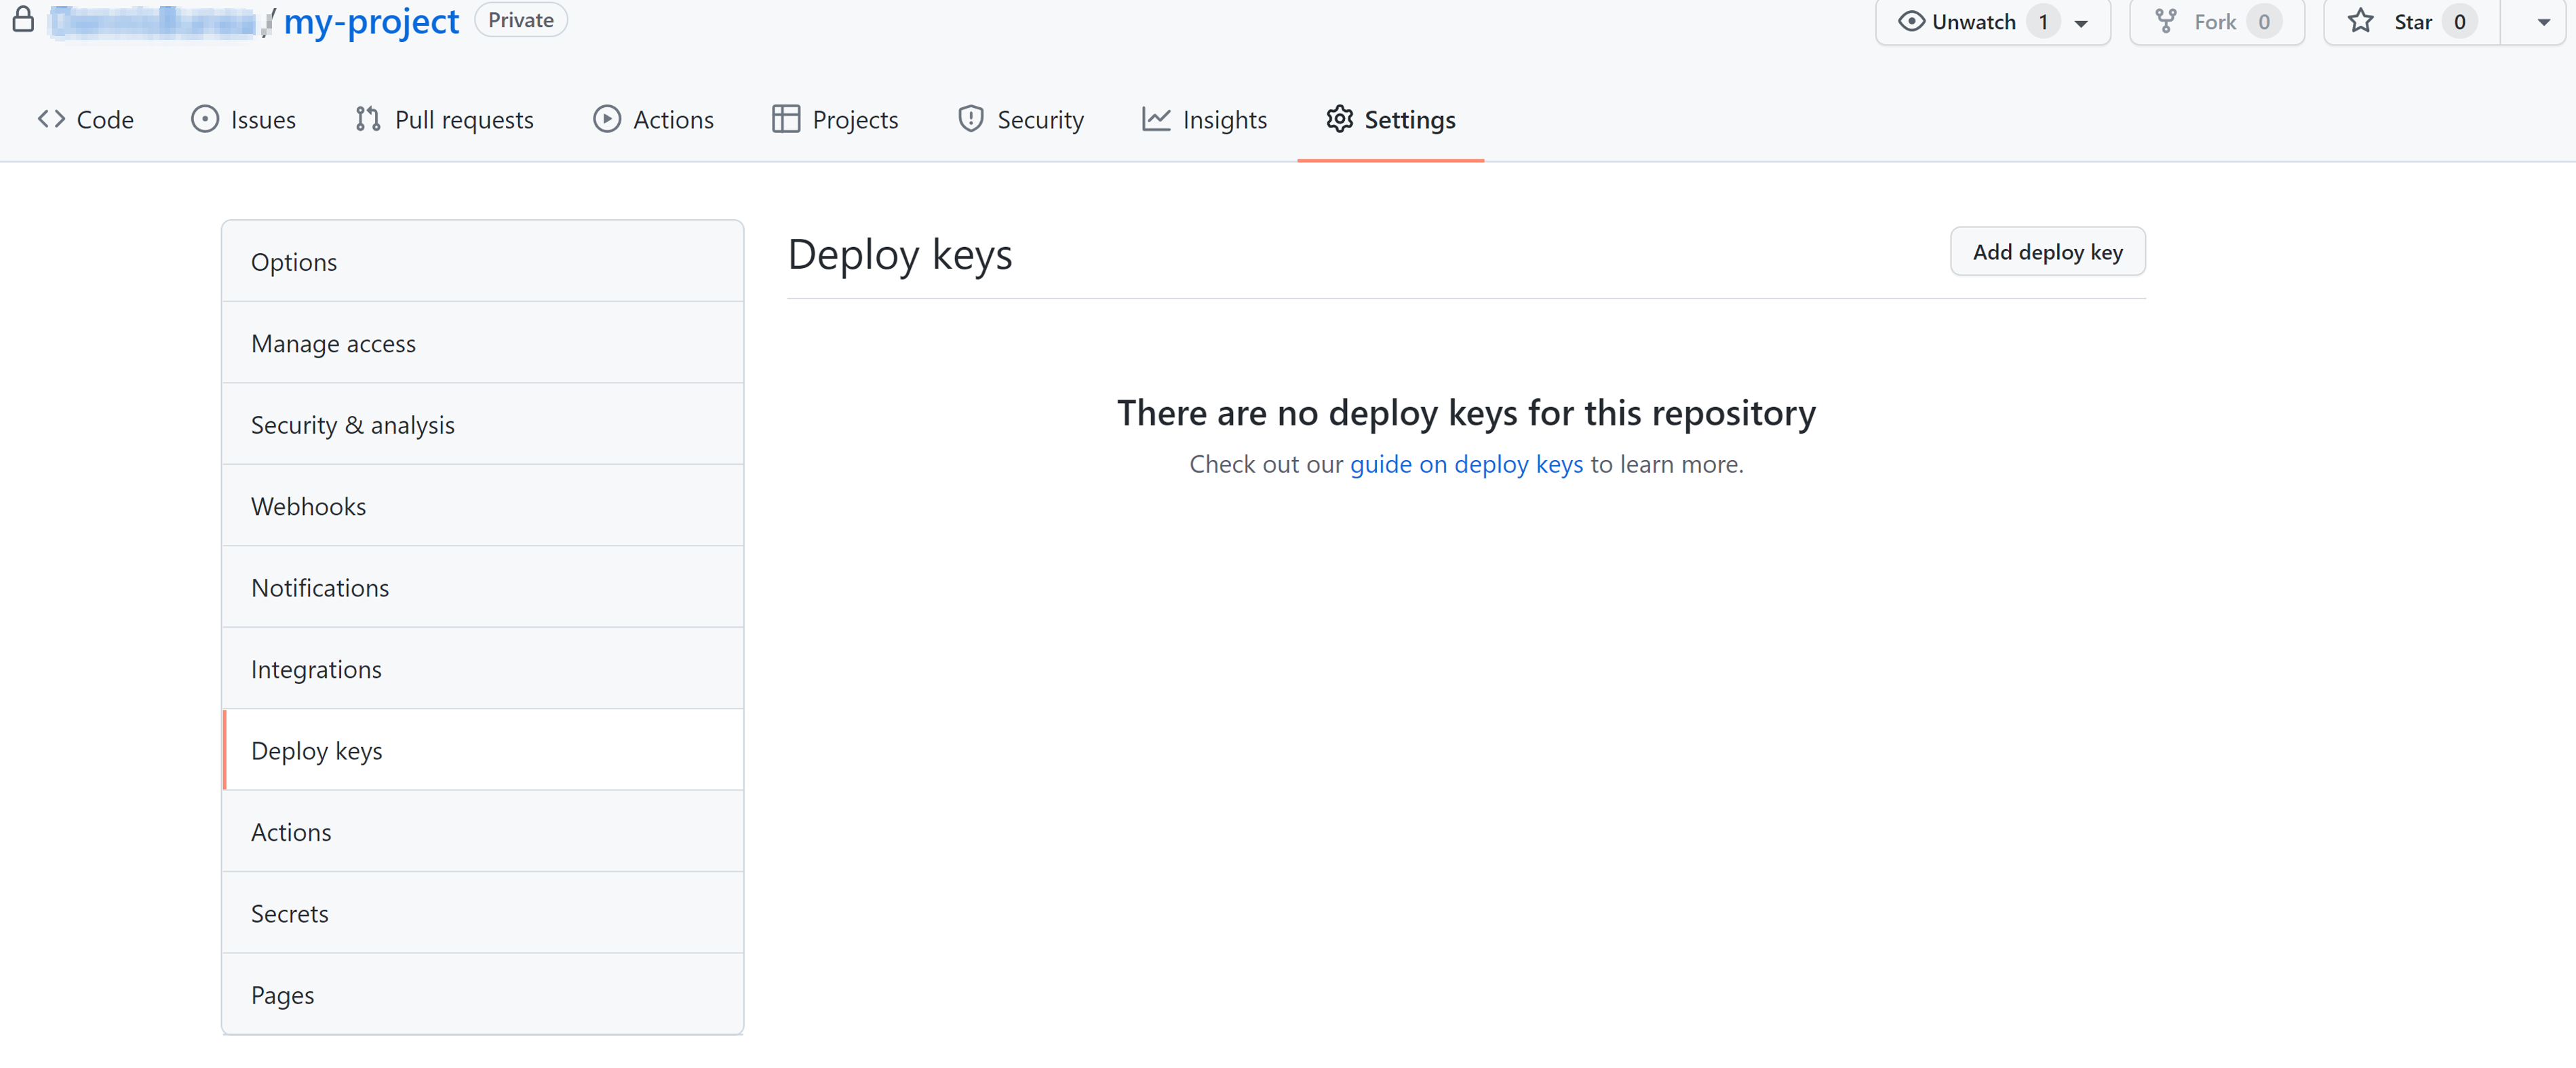 / my-project Private Unwatch 1 Fork 0 Star 0
Code Issues Pull requests Actions Projects Security Insights Settings
Options
Manage access
Security & analysis
Webhooks
Notifications
Integrations
Deploy keys
Actions
Secrets
Pages
Deploy keys Add deploy key
There are no deploy keys for this repository
Check out our guide on deploy keys to learn more.